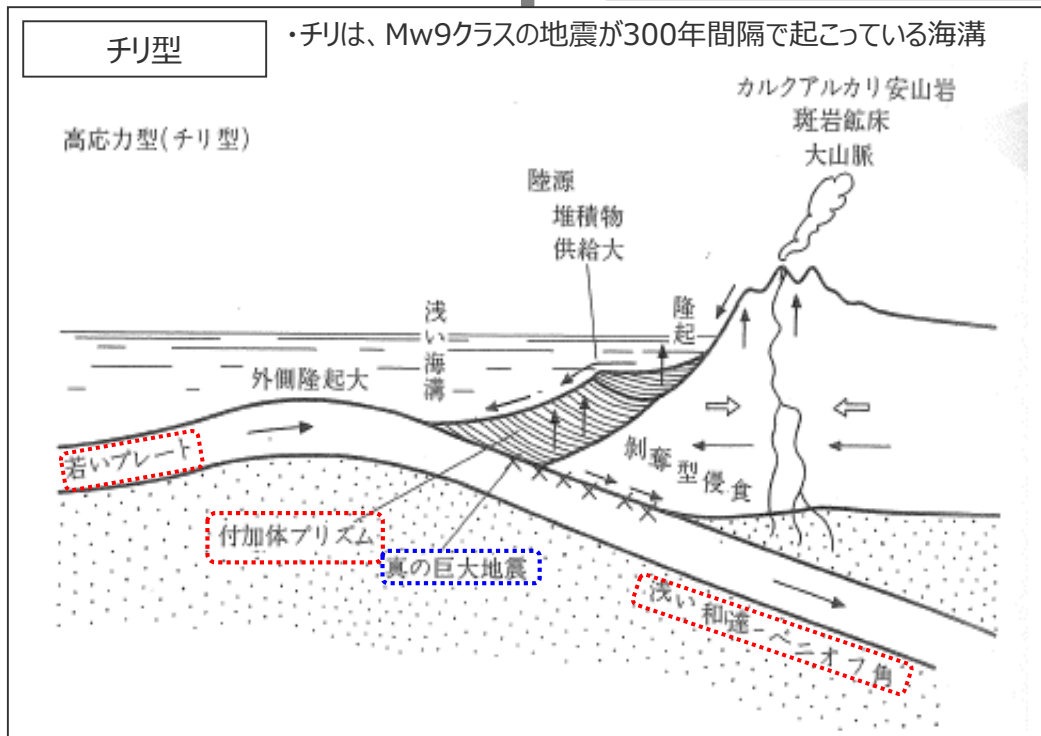 チリ型
・チリは、Mw9クラスの地震が300年間隔で起こっている海溝
カルクアルカリ安山岩
斑岩鉱床
大山脈
高応力型(チリ型)
陸源
堆積物
供給大
浅い海溝
隆起
外側隆起大
若いプレート
剝奪型侵食
付加体プリズム
真の巨大地震
浅い和達-ベニオフ角